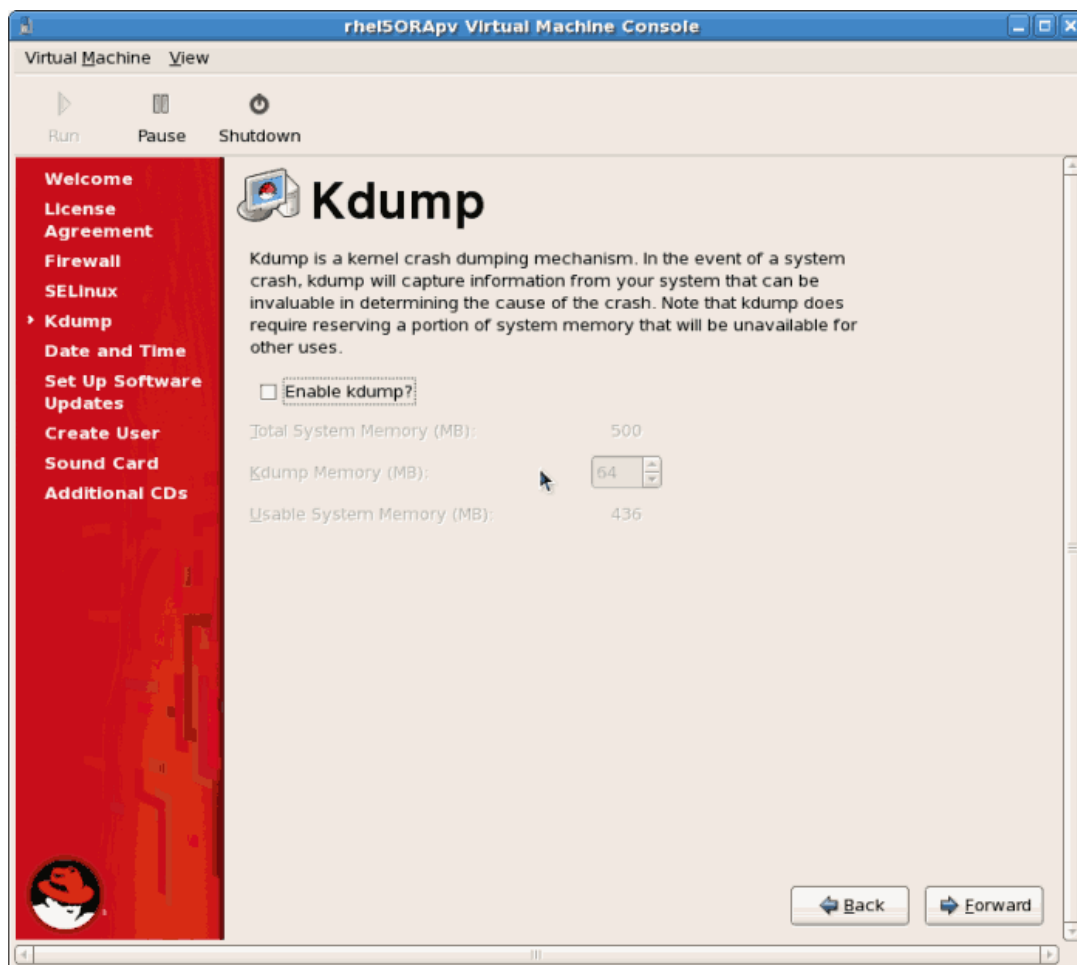 rhel5ORApv Virtual Machine Console
Virtual Machine View
Run Pause Shutdown
Welcome
License
Agreement
Firewall
SELinux
Kdump
Date and Time
Set Up Software
Updates
Create User
Sound Card
Additional CDs
Kdump
Kdump is a kernel crash dumping mechanism. In the event of a system
crash, kdump will capture information from your system that can be
invaluable in determining the cause of the crash. Note that kdump does
require reserving a portion of system memory that will be unavailable for
other uses.
Enable kdump?
Total System Memory (MB): 500
Kdump Memory (MB): 64
Usable System Memory (MB): 436
Back Forward